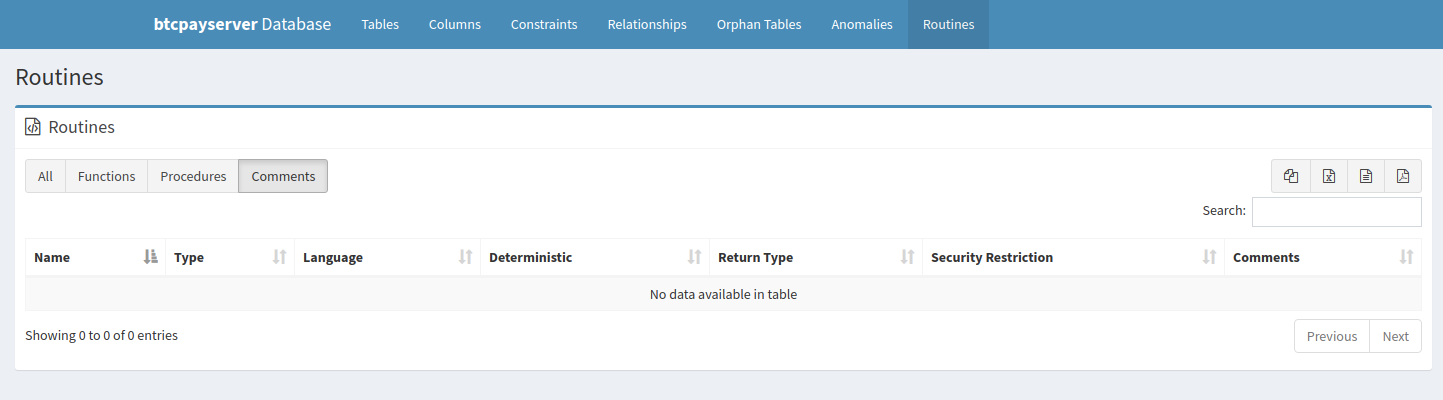 btcpayserver Database Tables Columns Constraints Relationships Orphan Tables Anomalies Routines
Routines
Routines
All Functions Procedures Comments
Search:
Name Type Language Deterministic Return Type Security Restriction Comments
No data available in table
Showing 0 to 0 of 0 entries Previous Next